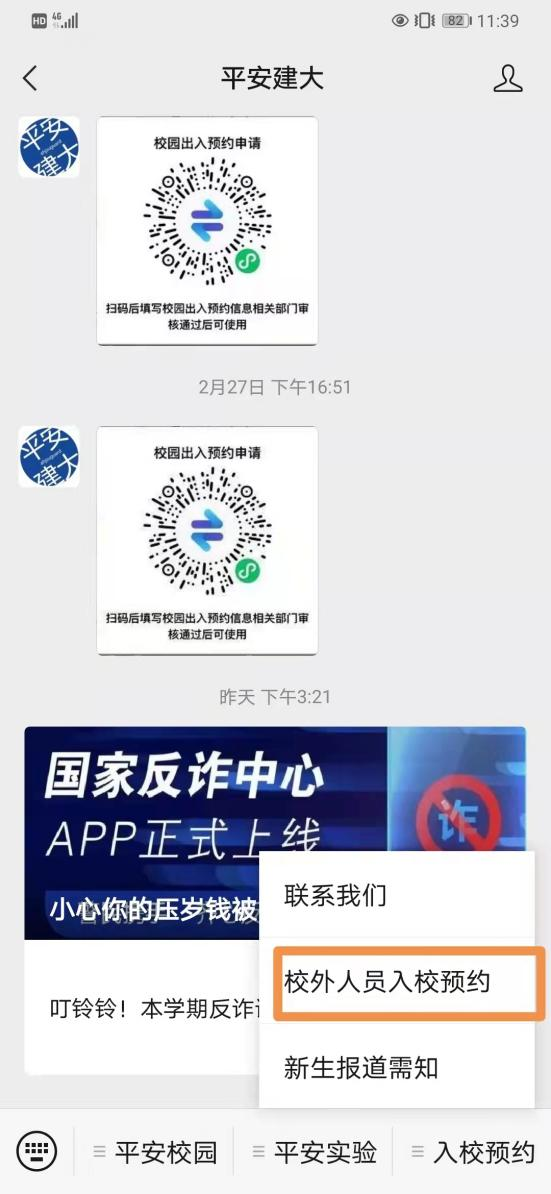 HD 4G 82 11:39
平安建大
平安
建大
校园出入预约申请
扫码后填写校园出入预约信息相关部门审
核通过后可使用
2月27日 下午16:51
平安
建大
校园出入预约申请
扫码后填写校园出入预约信息相关部门审
核通过后可使用
昨天 下午3:21
国家反诈中心
APP正式上线
诈
小心你的压岁钱被
叮铃铃！本学期反诈
联系我们
校外人员入校预约
新生报道需知
平安校园
平安实验
入校预约